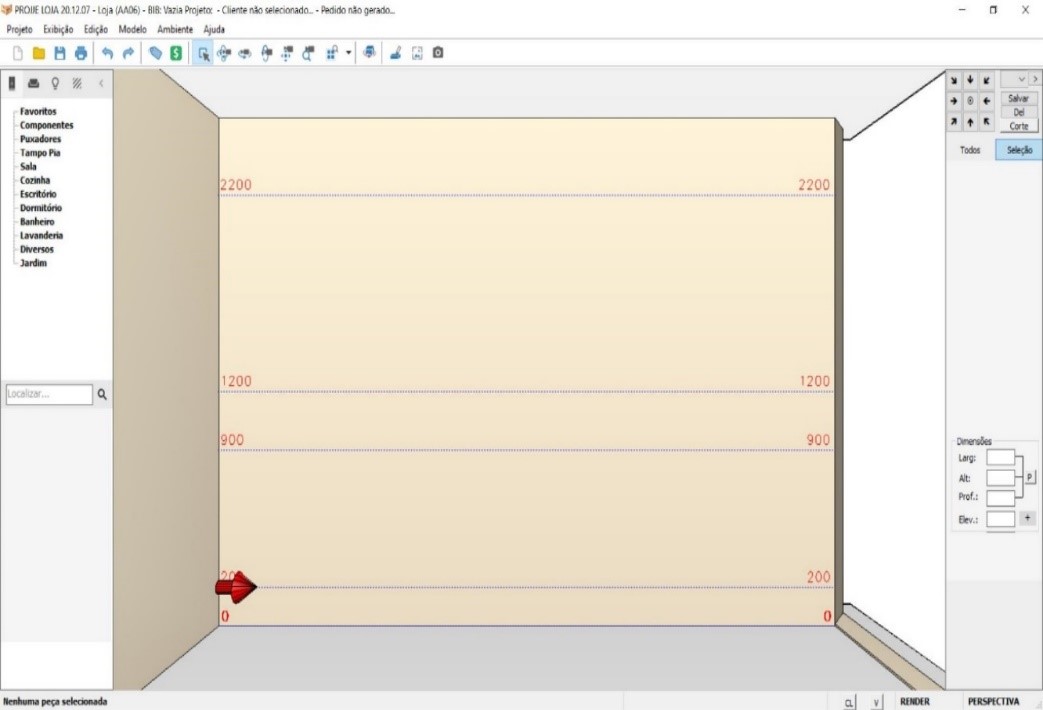 PROJE LOJA 20.12.07 - Loja (AA06) - BIB: Vazia Projeto: - Cliente não selecionado... - Pedido não gerado...
Projeto Exibição Edição Modelo Ambiente Ajuda
Favoritos
Componentes
Puxadores
Tampo Pia
Sala
Cozinha
Escritório
Dormitório
Banheiro
Lavanderia
Diversos
Jardim
Localizar...
2200 2200
1200 1200
900 900
200 200
0 0
Salvar
Del
Corte
Todos Seleção
Dimensões
Larg:
Alt: P
Prof.:
Elev.: +
Nenhuma peça selecionada CL V RENDER PERSPECTIVA